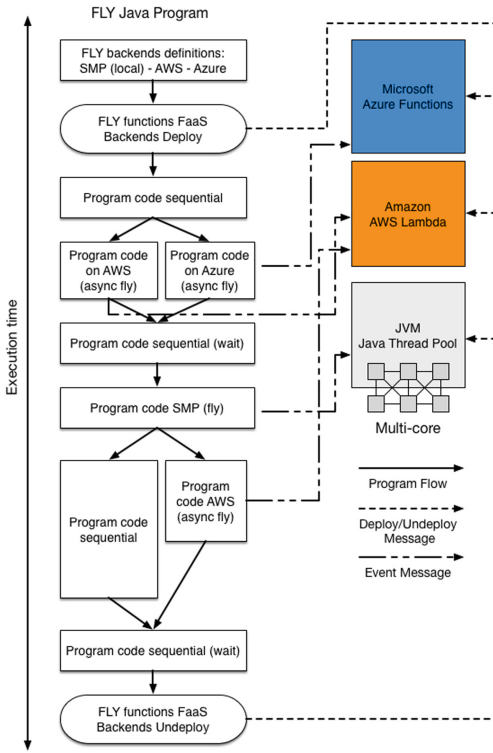 FLY Java Program
Execution time
FLY backends definitions:
SMP (local) - AWS - Azure
FLY functions FaaS
Backends Deploy
Program code sequential
Program code
on AWS
(async fly)
Program code
on Azure
(async fly)
Program code sequential (wait)
Program code SMP (fly)
Program code
sequential
Program
code AWS
(async fly)
Program code sequential (wait)
FLY functions FaaS
Backends Undeploy
Microsoft
Azure Functions
Amazon
AWS Lambda
JVM
Java Thread Pool
Multi-core
Program Flow
Deploy/Undeploy
Message
Event Message